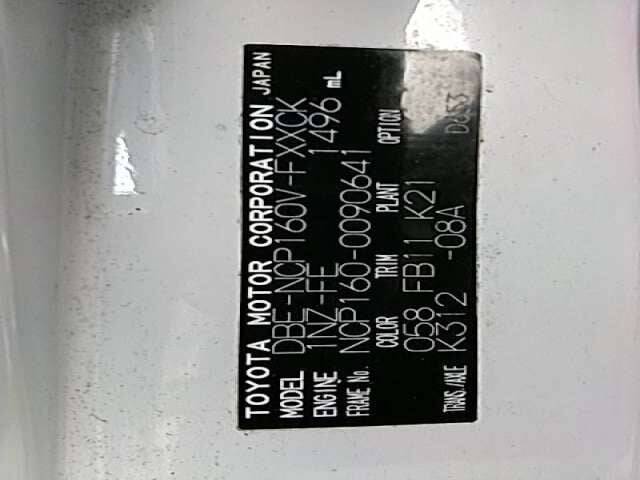 TOYOTA MOTOR CORPORATION JAPAN
MODEL DBE-NCP160V-FXXCK
ENGINE 1NZ-FE 1496 mL
FRAME No. NCP160-0090641
COLOR TRIM PLANT OPTION
058 FB11 K21
K312 -08A
TRANS./AXLE